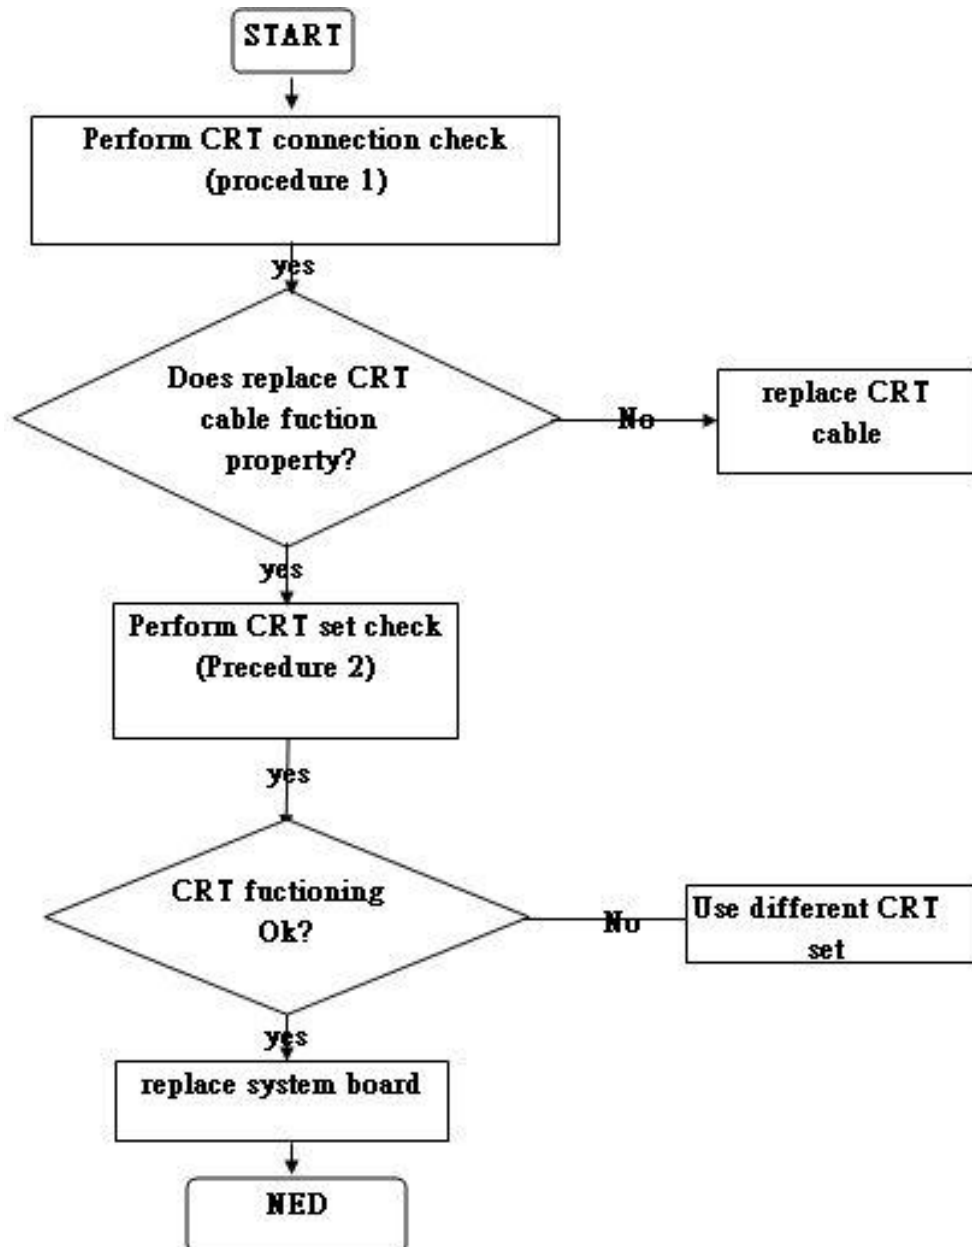 START
Perform CRT connection check
(procedure 1)
yes
Does replace CRT
cable fuction
property?
No
replace CRT
cable
yes
Perform CRT set check
(Precedure 2)
yes
CRT fuctioning
Ok?
No
Use different CRT
set
yes
replace system board
NED